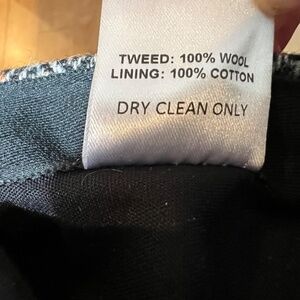 TWEED: 100% WOOL
LINING: 100% COTTON
DRY CLEAN ONLY